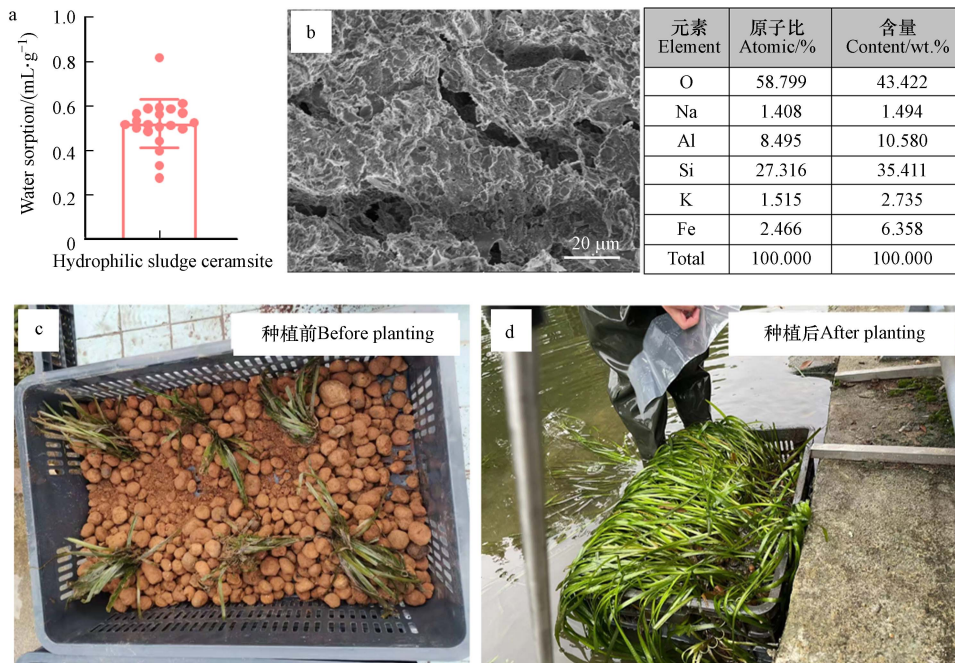 a
1.0
0.8
0.6
0.4
0.2
0
Water sorption/(mL·g⁻¹)
Hydrophilic sludge ceramsite
b
20 μm
元素 原子比 含量
Element Atomic/% Content/wt.%
O 58.799 43.422
Na 1.408 1.494
Al 8.495 10.580
Si 27.316 35.411
K 1.515 2.735
Fe 2.466 6.358
Total 100.000 100.000
c
种植前Before planting
d
种植后After planting